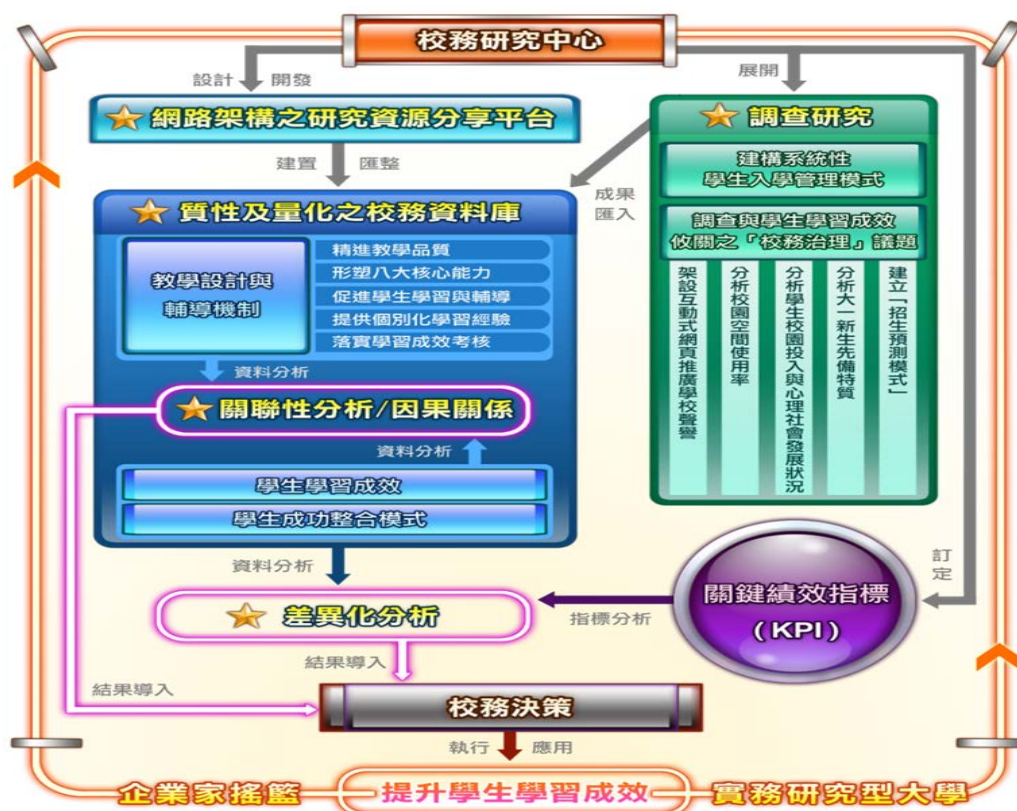 校務研究中心
設計 開發
展開
網路架構之研究資源分享平台
調查研究
建置 匯整
建構系統性
學生入學管理模式
成果
匯入
質性及量化之校務資料庫
調查與學生學習成效
攸關之「校務治理」議題
教學設計與
輔導機制
精進教學品質
形塑八大核心能力
促進學生學習與輔導
提供個別化學習經驗
落實學習成效考核
架設互動式網頁推廣學校聲譽
分析校園空間使用率
分析學生校園投入與心理社會發展狀況
分析大一新生先備特質
建立「招生預測模式」
資料分析
關聯性分析/因果關係
資料分析
學生學習成效
學生成功整合模式
資料分析
訂定
關鍵績效指標
(KPI)
差異化分析
指標分析
結果導入
結果導入
校務決策
執行 應用
企業家搖籃
提升學生學習成效
實務研究型大學